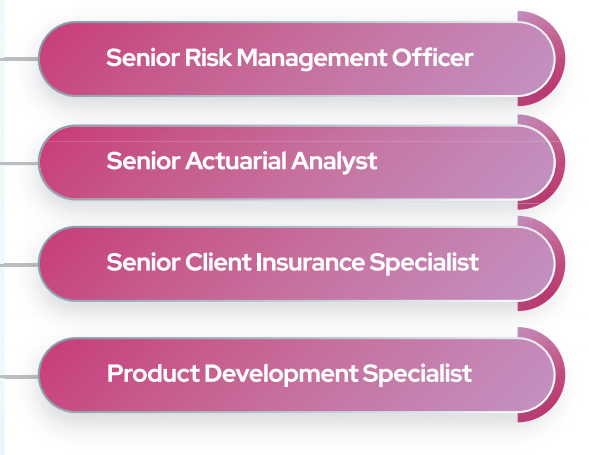 Senior Risk Management Officer
Senior Actuarial Analyst
Senior Client Insurance Specialist
Product Development Specialist